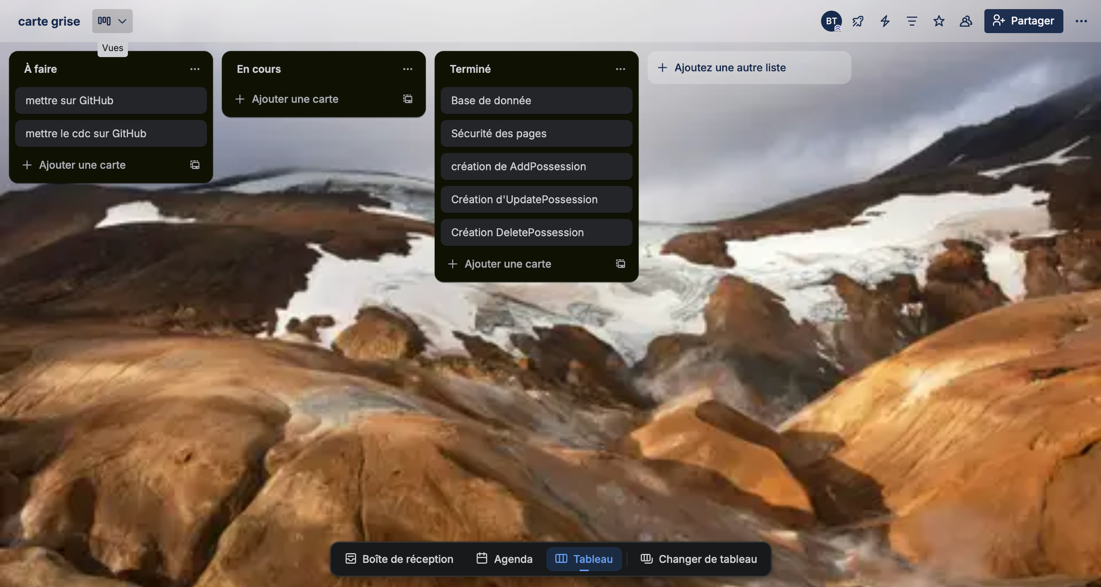 carte grise
Vues
BT
Partager
À faire
mettre sur GitHub
mettre le cdc sur GitHub
Ajouter une carte
En cours
Ajouter une carte
Terminé
Base de donnée
Sécurité des pages
création de AddPossession
Création d'UpdatePossession
Création DeletePossession
Ajouter une carte
Ajoutez une autre liste
Boîte de réception
Agenda
Tableau
Changer de tableau